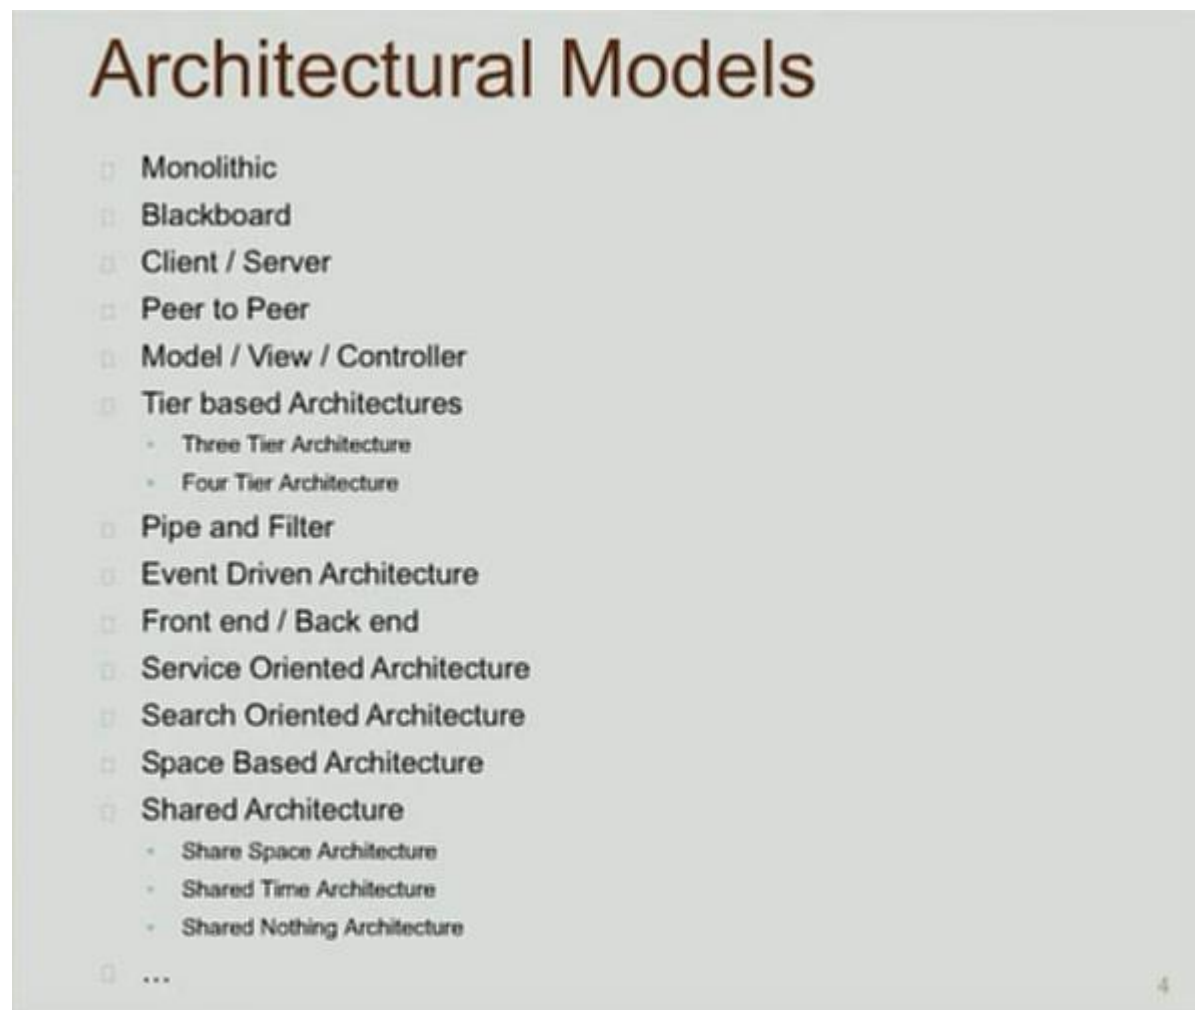 Architectural Models
Monolithic
Blackboard
Client / Server
Peer to Peer
Model / View / Controller
Tier based Architectures
Three Tier Architecture
Four Tier Architecture
Pipe and Filter
Event Driven Architecture
Front end / Back end
Service Oriented Architecture
Search Oriented Architecture
Space Based Architecture
Shared Architecture
Share Space Architecture
Shared Time Architecture
Shared Nothing Architecture
...
4